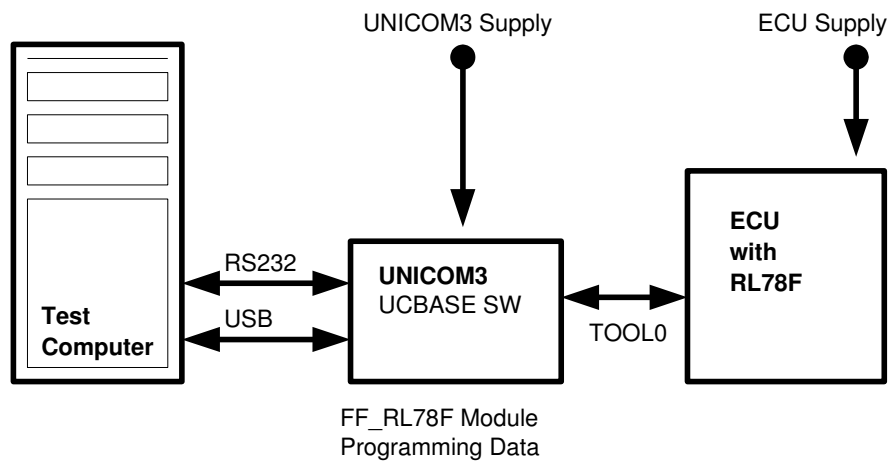 UNICOM3 Supply
ECU Supply
Test
Computer
RS232
USB
UNICOM3
UCBASE SW
TOOL0
ECU
with
RL78F
FF_RL78F Module
Programming Data